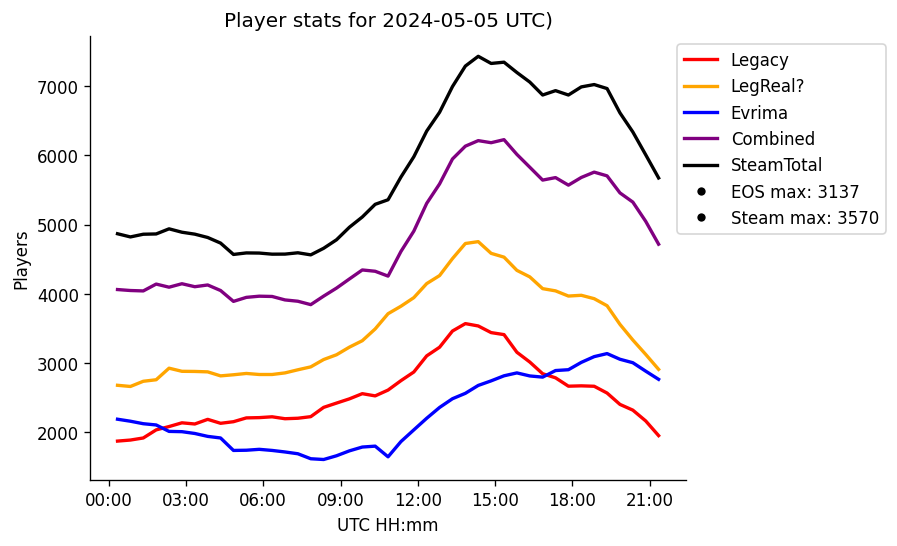 Player stats for 2024-05-05 UTC)
Players
7000
6000
5000
4000
3000
2000
00:00 03:00 06:00 09:00 12:00 15:00 18:00 21:00
UTC HH:mm
Legacy
LegReal?
Evrima
Combined
SteamTotal
EOS max: 3137
Steam max: 3570